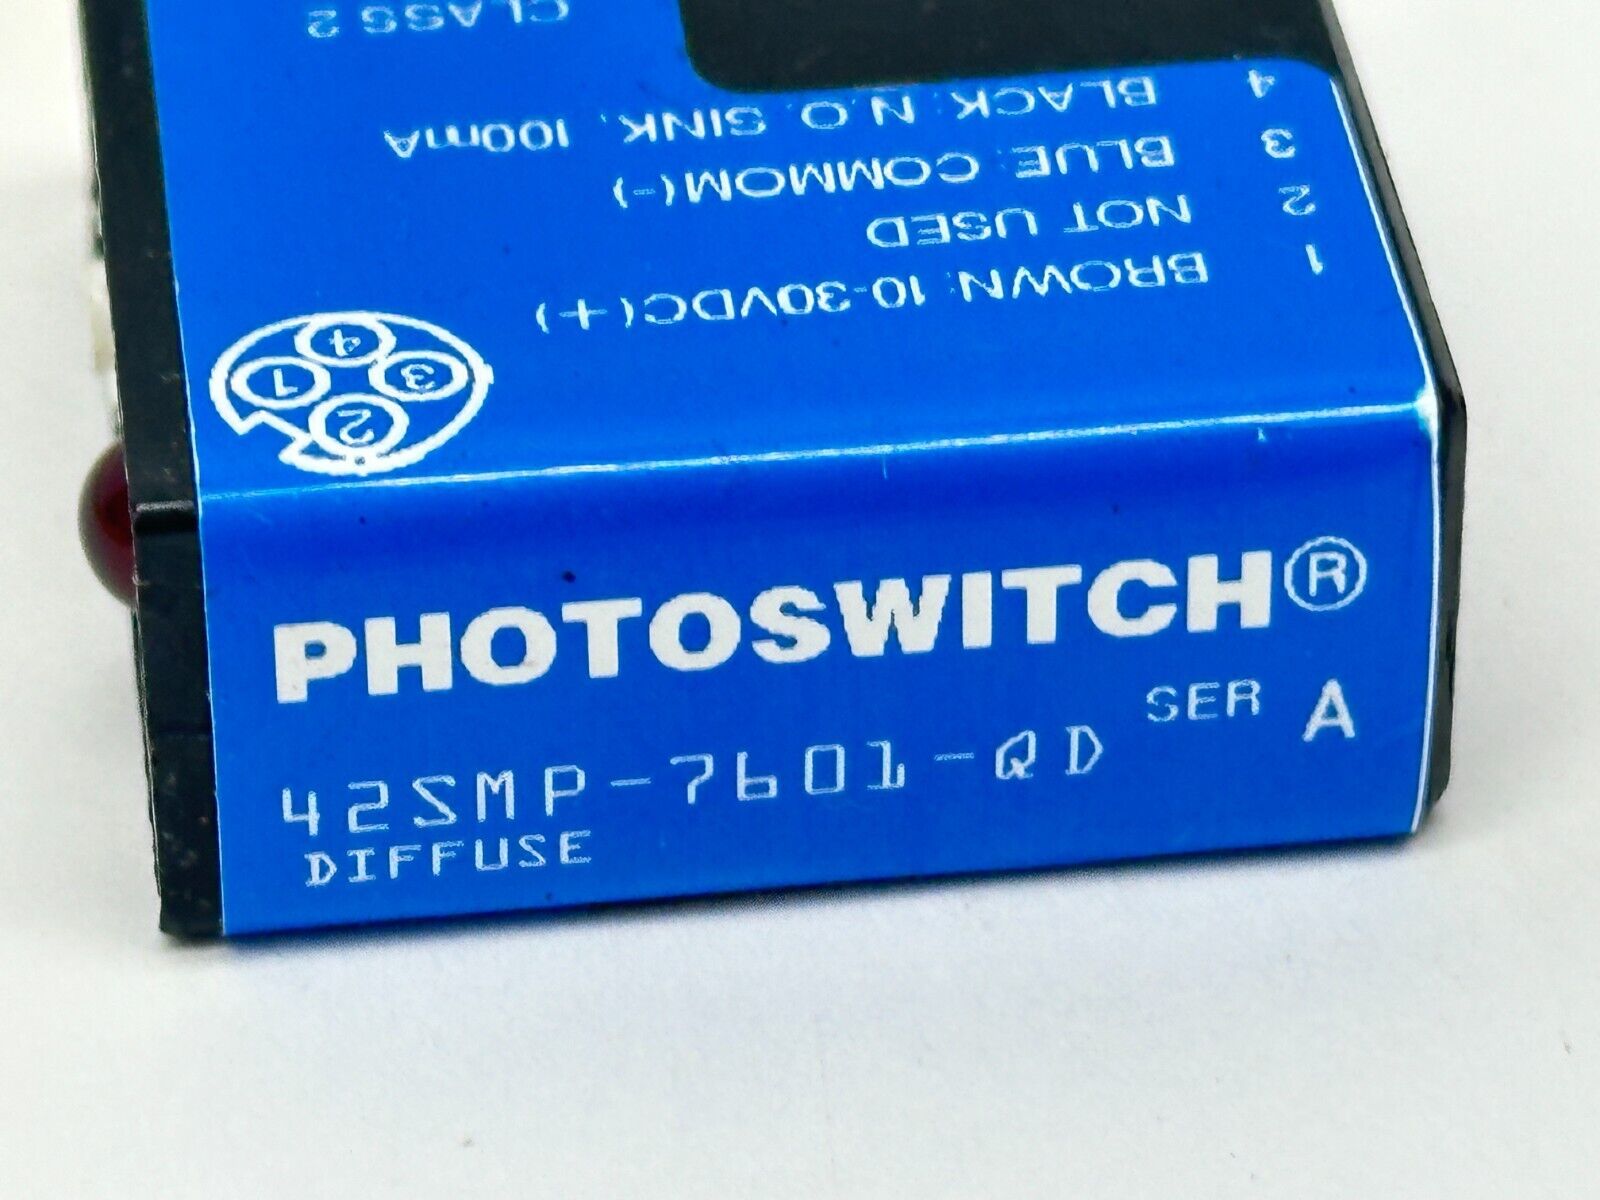 PHOTOSWITCH®
SER A
42SMP-7601-QD
DIFFUSE
1 BROWN: 10-30VDC(+)
2 NOT USED
3 BLUE: COMMOM(-)
4 BLACK: N.O. SINK, 100mA
CLASS 2
1
2
3
4